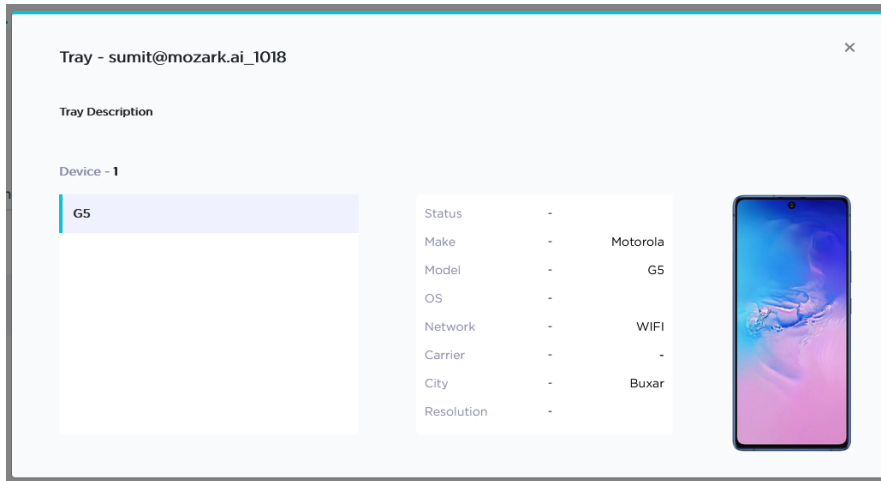 Tray - sumit@mozark.ai_1018
×
Tray Description
Device - 1
G5
Status -
Make - Motorola
Model - G5
OS -
Network - WIFI
Carrier - -
City - Buxar
Resolution -